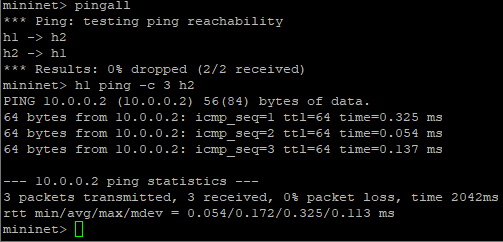 mininet> pingall
*** Ping: testing ping reachability
h1 -> h2
h2 -> h1
*** Results: 0% dropped (2/2 received)
mininet> h1 ping -c 3 h2
PING 10.0.0.2 (10.0.0.2) 56(84) bytes of data.
64 bytes from 10.0.0.2: icmp_seq=1 ttl=64 time=0.325 ms
64 bytes from 10.0.0.2: icmp_seq=2 ttl=64 time=0.054 ms
64 bytes from 10.0.0.2: icmp_seq=3 ttl=64 time=0.137 ms

--- 10.0.0.2 ping statistics ---
3 packets transmitted, 3 received, 0% packet loss, time 2042ms
rtt min/avg/max/mdev = 0.054/0.172/0.325/0.113 ms
mininet>